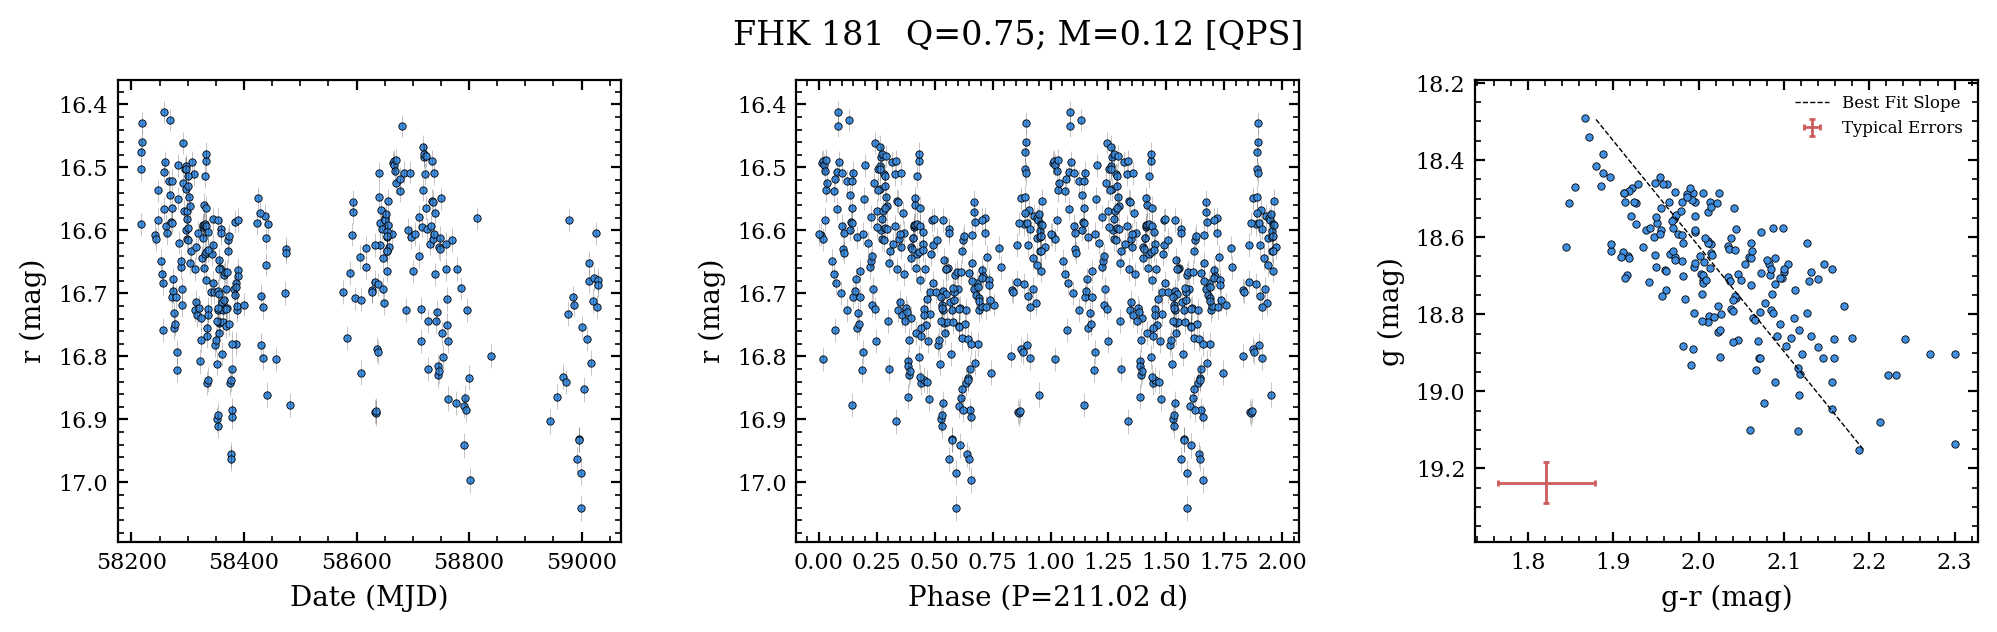 FHK 181 Q=0.75; M=0.12 [QPS]
r (mag)
16.4
16.5
16.6
16.7
16.8
16.9
17.0
58200 58400 58600 58800 59000
Date (MJD)
r (mag)
16.4
16.5
16.6
16.7
16.8
16.9
17.0
0.00 0.25 0.50 0.75 1.00 1.25 1.50 1.75 2.00
Phase (P=211.02 d)
g (mag)
18.2
18.4
18.6
18.8
19.0
19.2
Best Fit Slope
Typical Errors
1.8 1.9 2.0 2.1 2.2 2.3
g-r (mag)